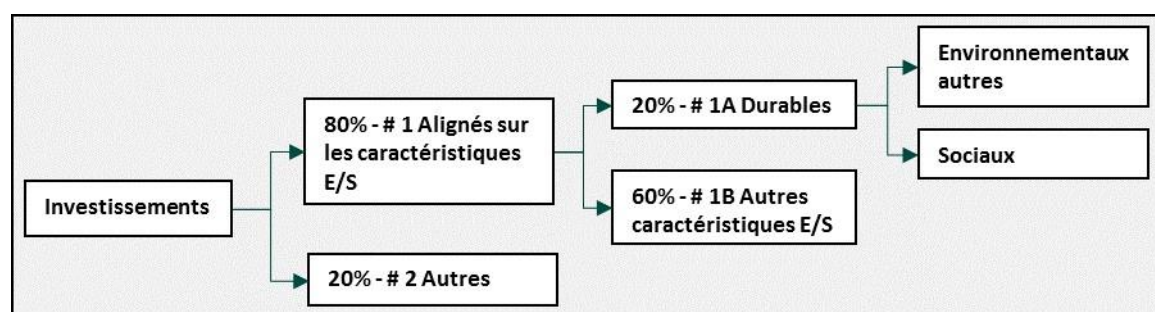 Investissements
80% - # 1 Alignés sur
les caractéristiques
E/S
20% - # 2 Autres
20% - # 1A Durables
60% - # 1B Autres
caractéristiques E/S
Environnementaux
autres
Sociaux